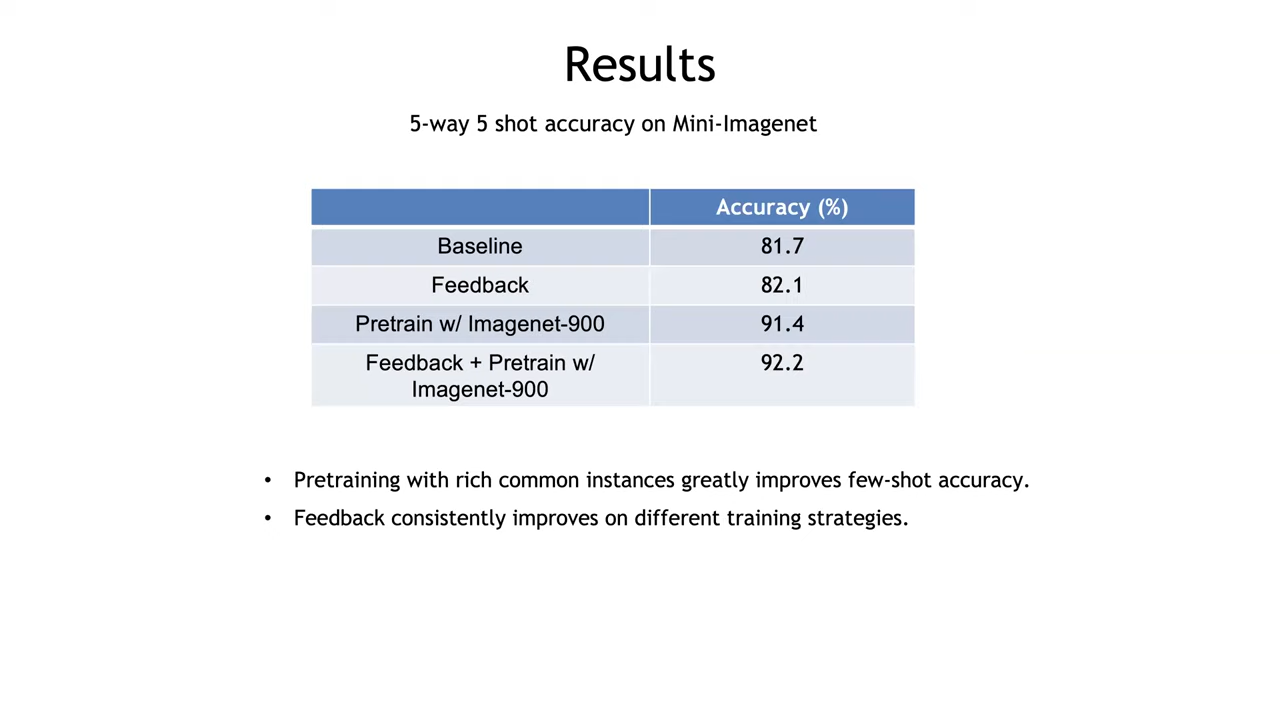 Results
5-way 5 shot accuracy on Mini-Imagenet
Accuracy (%)
Baseline 81.7
Feedback 82.1
Pretrain w/ Imagenet-900 91.4
Feedback + Pretrain w/ 92.2
Imagenet-900
• Pretraining with rich common instances greatly improves few-shot accuracy.
• Feedback consistently improves on different training strategies.